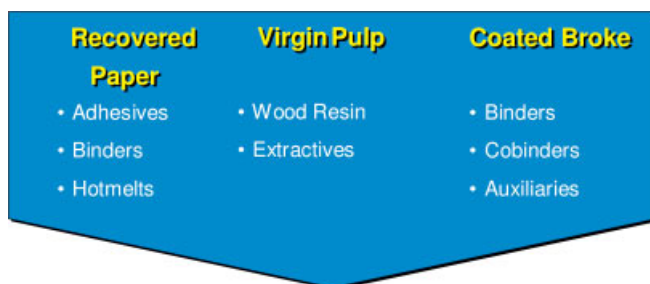 Recovered Paper
• Adhesives
• Binders
• Hotmelts
Virgin Pulp
• Wood Resin
• Extractives
Coated Broke
• Binders
• Cobinders
• Auxiliaries